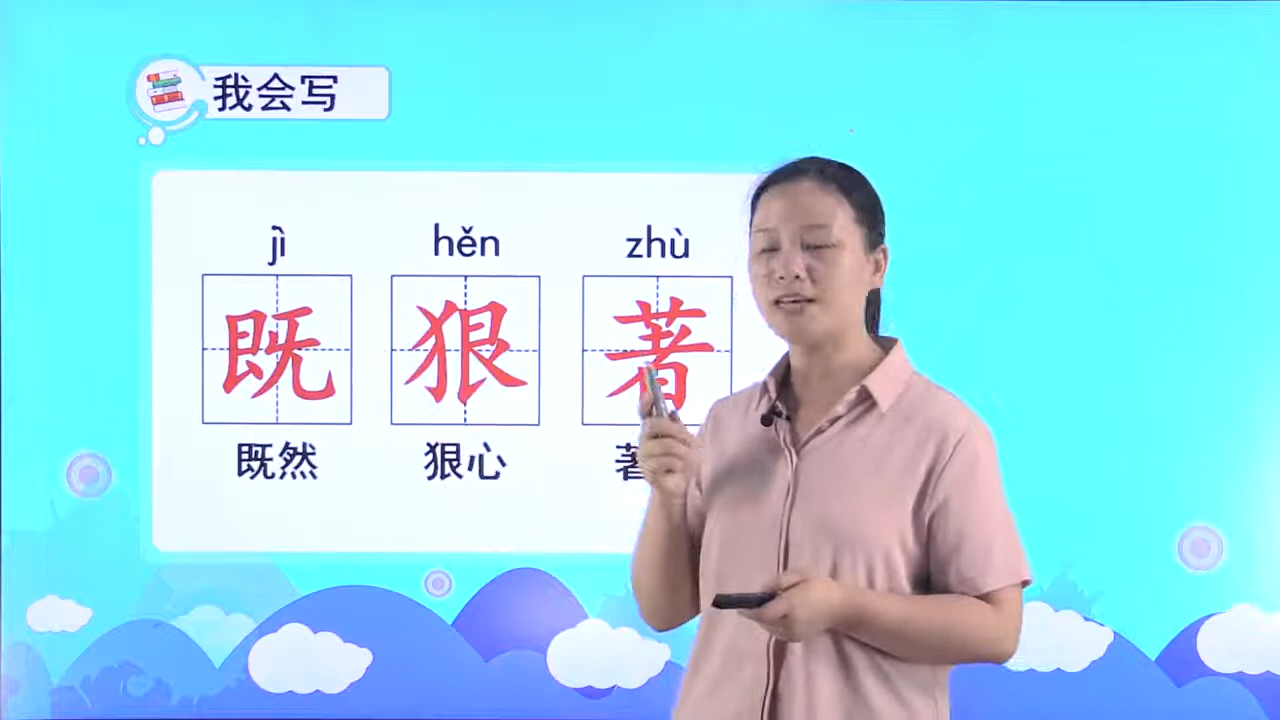 我会写
jì hěn zhù
既 狠 著
既然 狠心 著